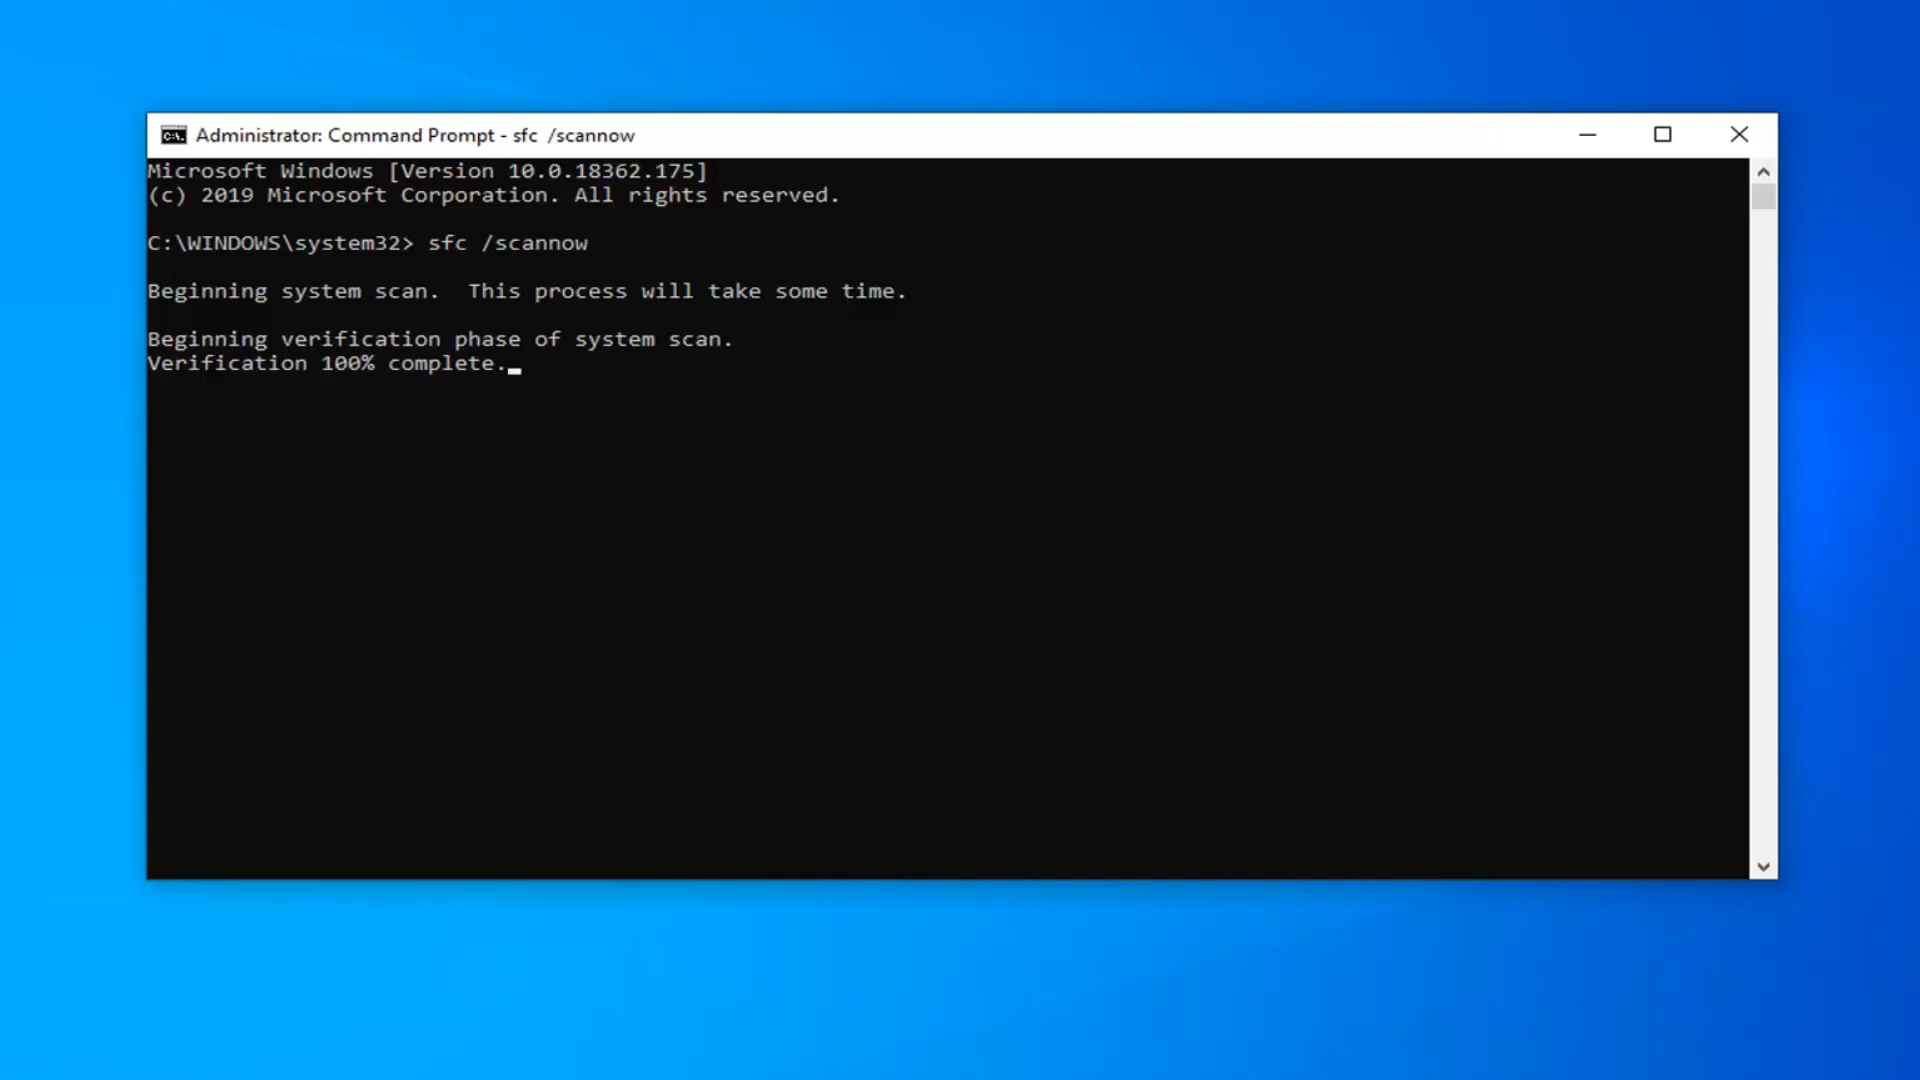 Administrator: Command Prompt - sfc  /scannow
Microsoft Windows [Version 10.0.18362.175]
(c) 2019 Microsoft Corporation. All rights reserved.
C:\WINDOWS\system32> sfc /scannow
Beginning system scan.  This process will take some time.
Beginning verification phase of system scan.
Verification 100% complete.